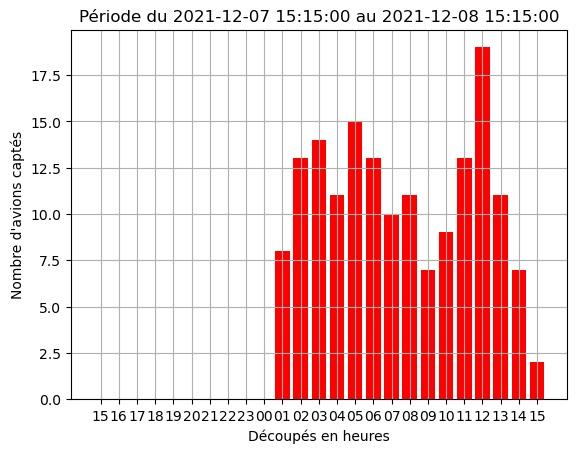 Période du 2021-12-07 15:15:00 au 2021-12-08 15:15:00
Nombre d'avions captés
17.5
15.0
12.5
10.0
7.5
5.0
2.5
0.0
15 16 17 18 19 20 21 22 23 00 01 02 03 04 05 06 07 08 09 10 11 12 13 14 15
Découpés en heures